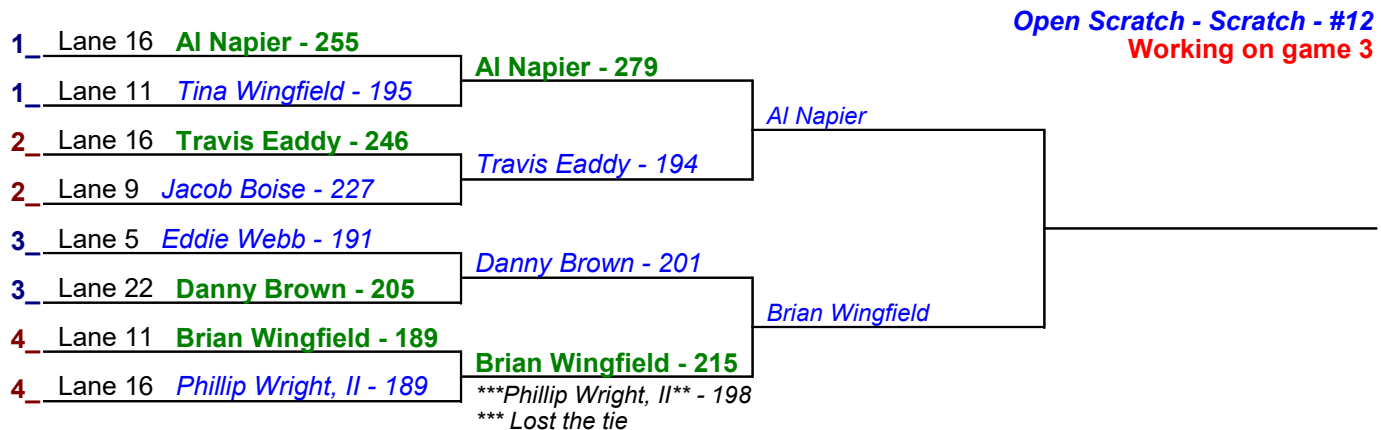 Open Scratch - Scratch - #12
Working on game 3
1_ Lane 16 Al Napier - 255
1_ Lane 11 Tina Wingfield - 195
2_ Lane 16 Travis Eaddy - 246
2_ Lane 9 Jacob Boise - 227
3_ Lane 5 Eddie Webb - 191
3_ Lane 22 Danny Brown - 205
4_ Lane 11 Brian Wingfield - 189
4_ Lane 16 Phillip Wright, II - 189
Al Napier - 279
Travis Eaddy - 194
Danny Brown - 201
Brian Wingfield - 215
***Phillip Wright, II** - 198
*** Lost the tie
Al Napier
Brian Wingfield